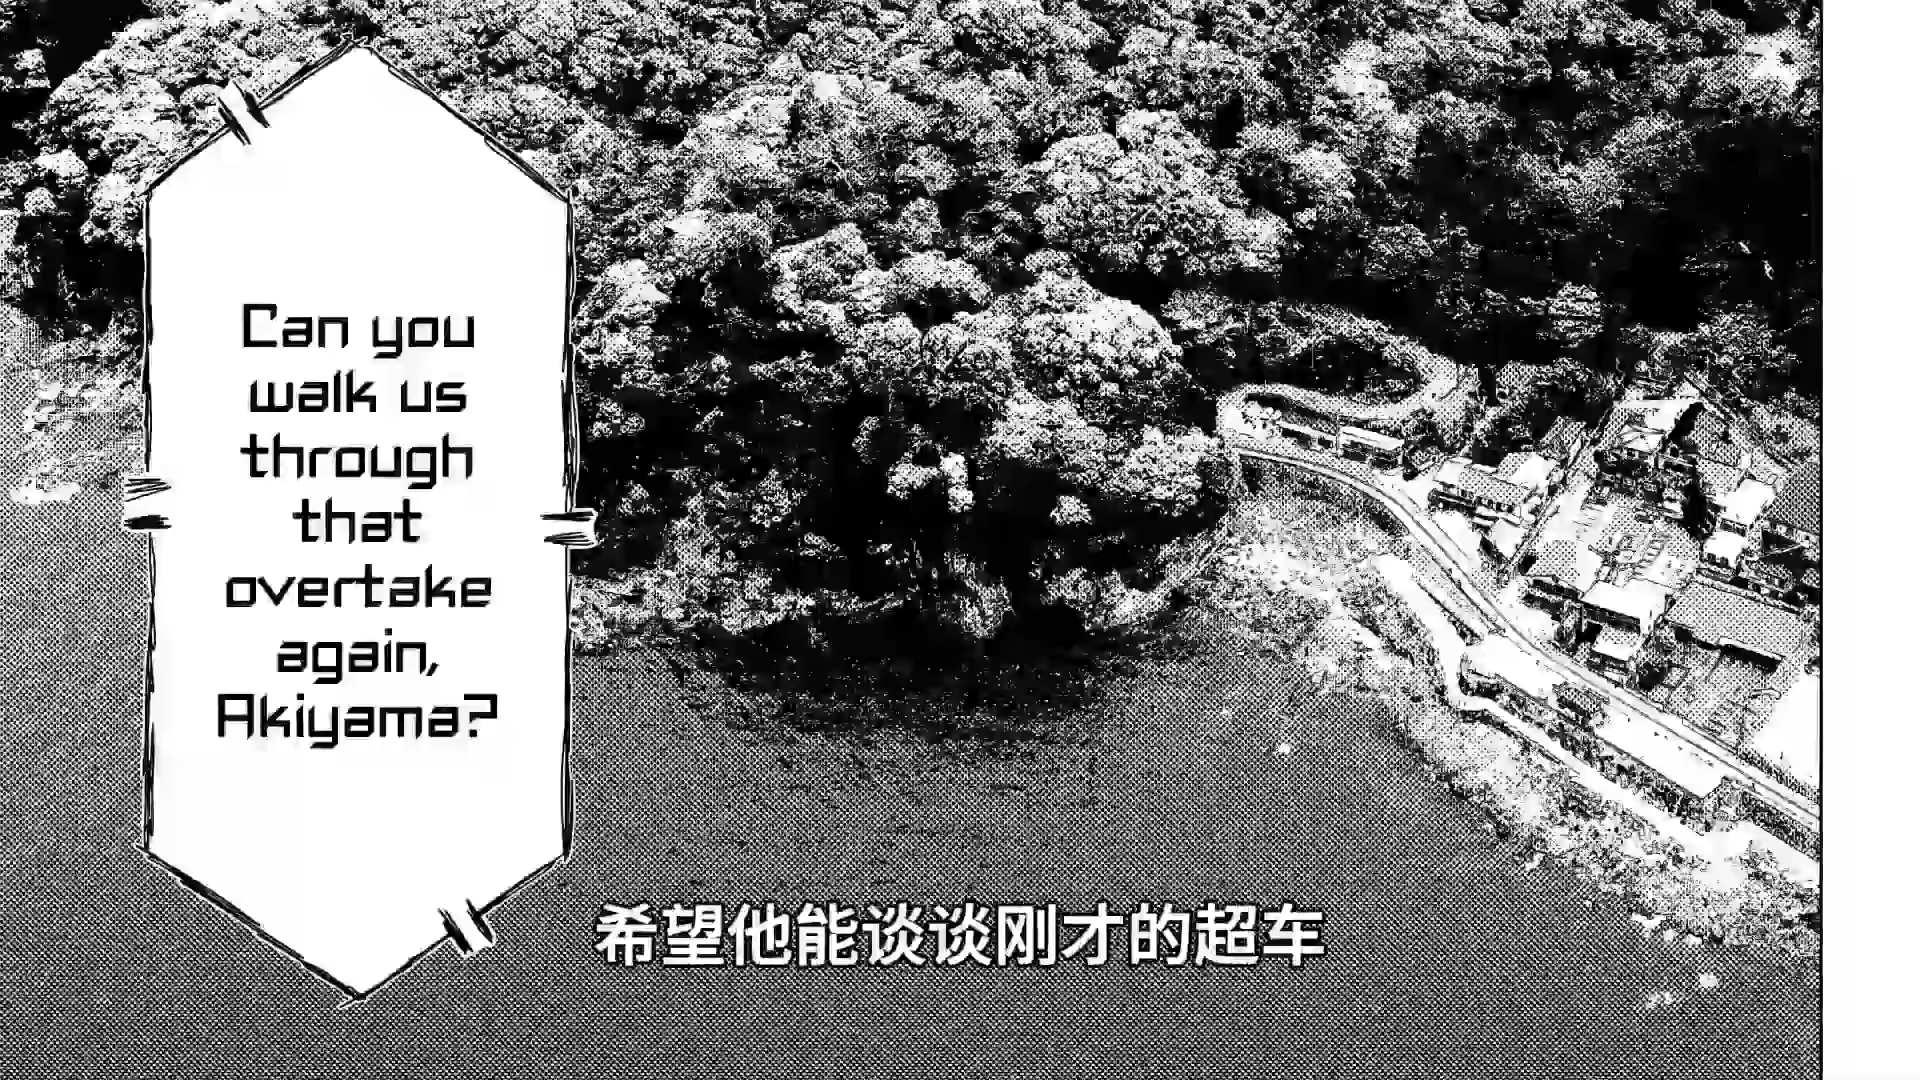 Can you
walk us
through
that
overtake
again,
Akiyama?
希望他能谈谈刚才的超车